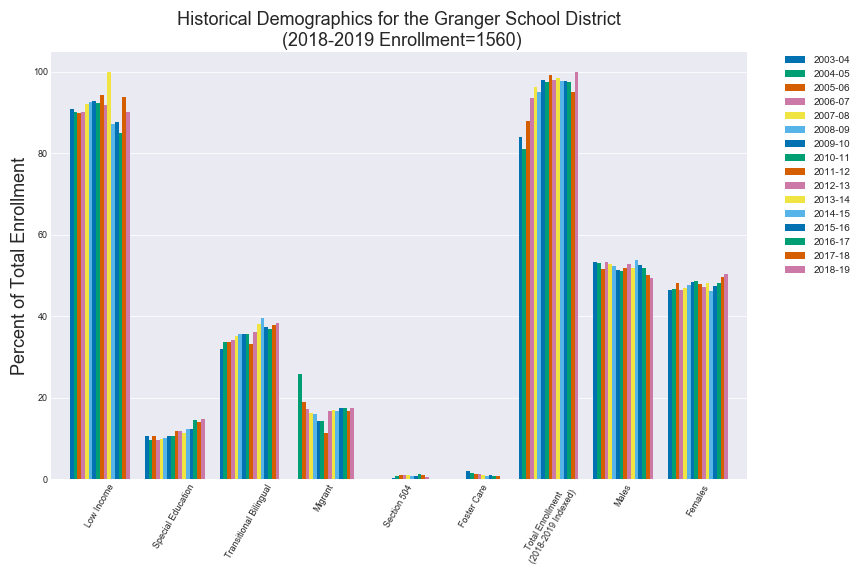 Historical Demographics for the Granger School District
(2018-2019 Enrollment=1560)
Percent of Total Enrollment
100
80
60
40
20
0
Low Income
Special Education
Transitional Bilingual
Migrant
Section 504
Foster Care
Total Enrollment
(2018-2019 Indexed)
Males
Females
2003-04
2004-05
2005-06
2006-07
2007-08
2008-09
2009-10
2010-11
2011-12
2012-13
2013-14
2014-15
2015-16
2016-17
2017-18
2018-19